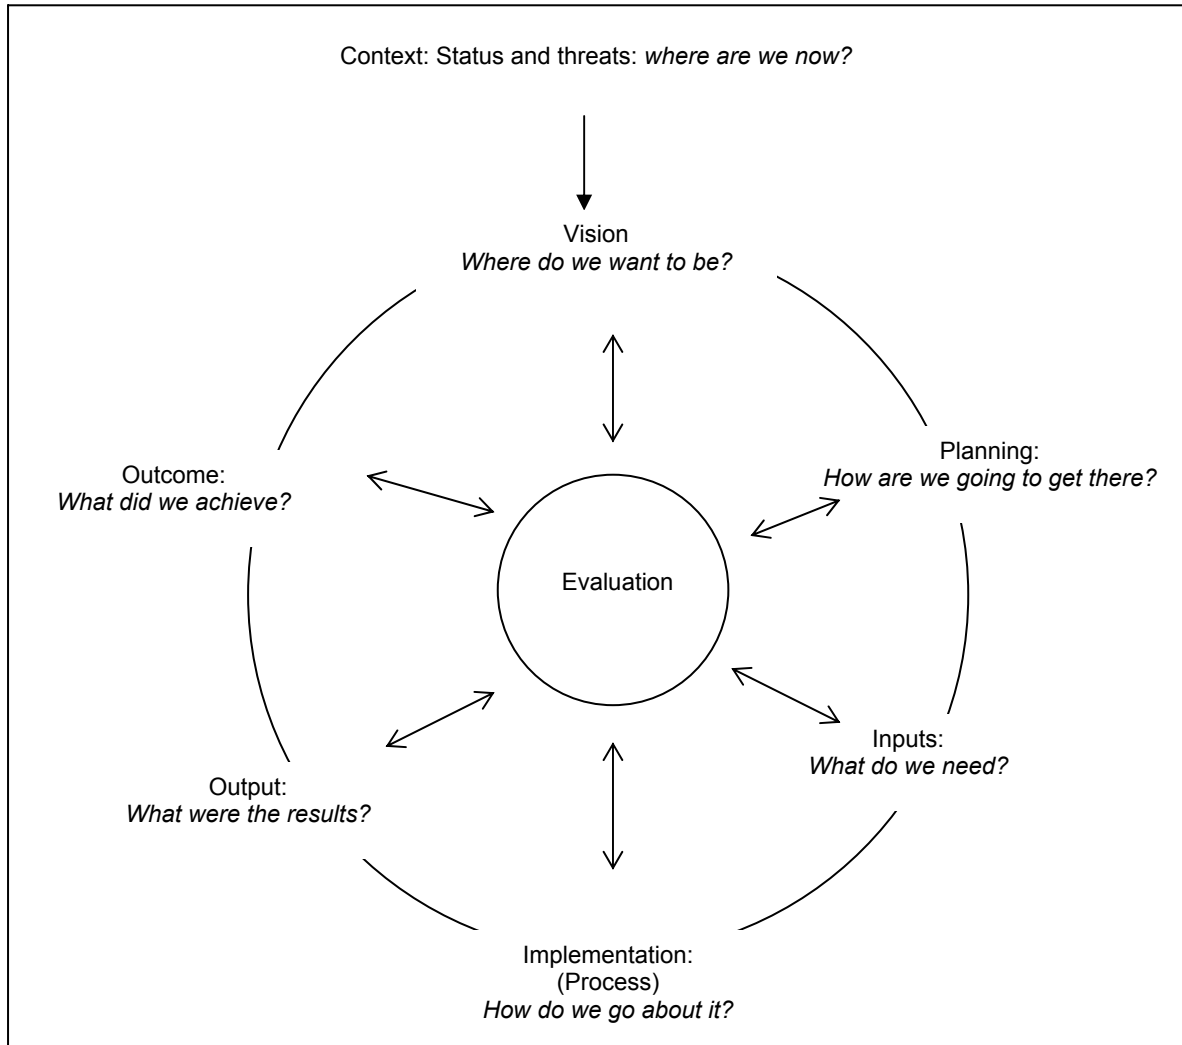 Context: Status and threats: where are we now?
Vision
Where do we want to be?
Planning:
How are we going to get there?
Outcome:
What did we achieve?
Evaluation
Inputs:
What do we need?
Output:
What were the results?
Implementation:
(Process)
How do we go about it?